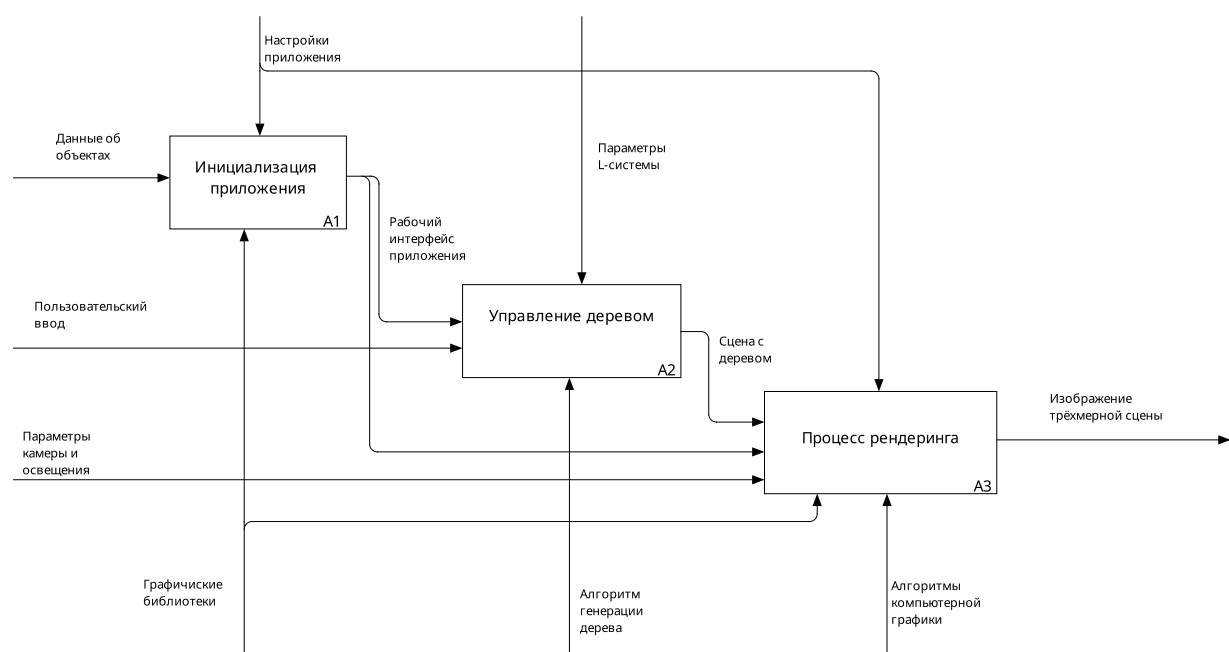 Настройки
приложения
Данные об
объектах
Инициализация
приложения
A1
Параметры
L-системы
Рабочий
интерфейс
приложения
Пользовательский
ввод
Управление деревом
A2
Сцена с
деревом
Параметры
камеры и
освещения
Процесс рендеринга
A3
Изображение
трёхмерной сцены
Графичиские
библиотеки
Алгоритм
генерации
дерева
Алгоритмы
компьютерной
графики